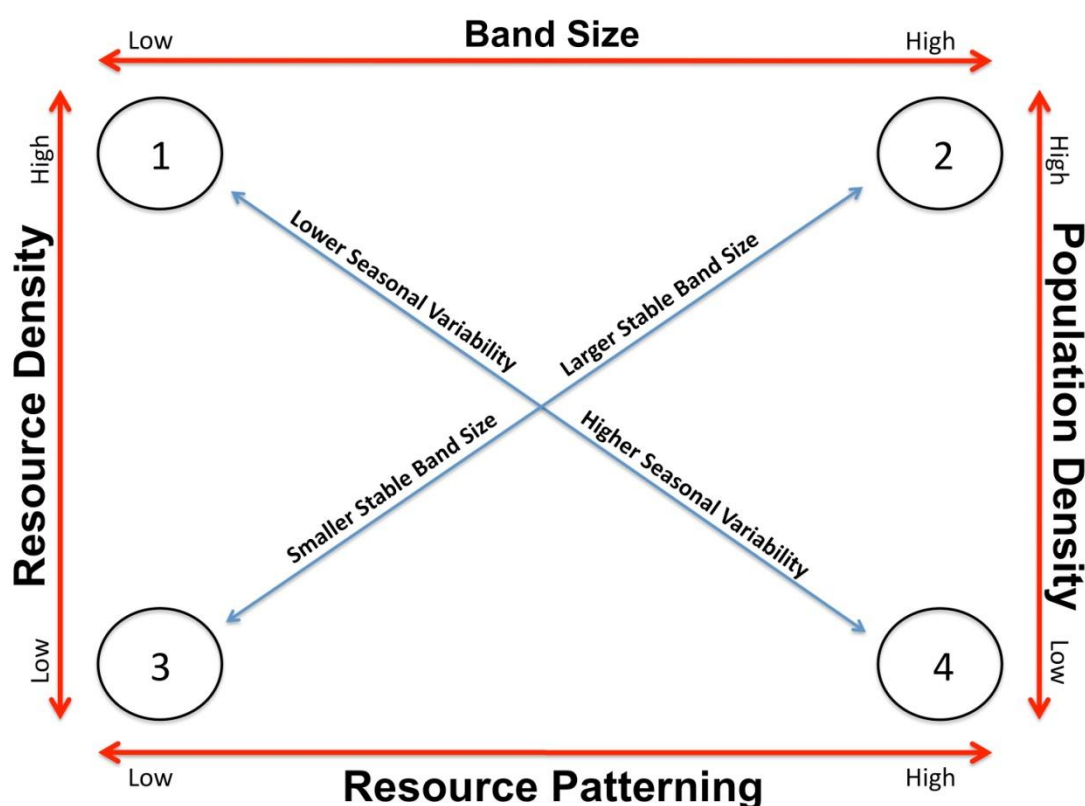 Band Size
Low
High
High
Resource Density
Low
1
2
3
4
Lower Seasonal Variability
Larger Stable Band Size
Smaller Stable Band Size
Higher Seasonal Variability
High
Population Density
Low
Low
Resource Patterning
High